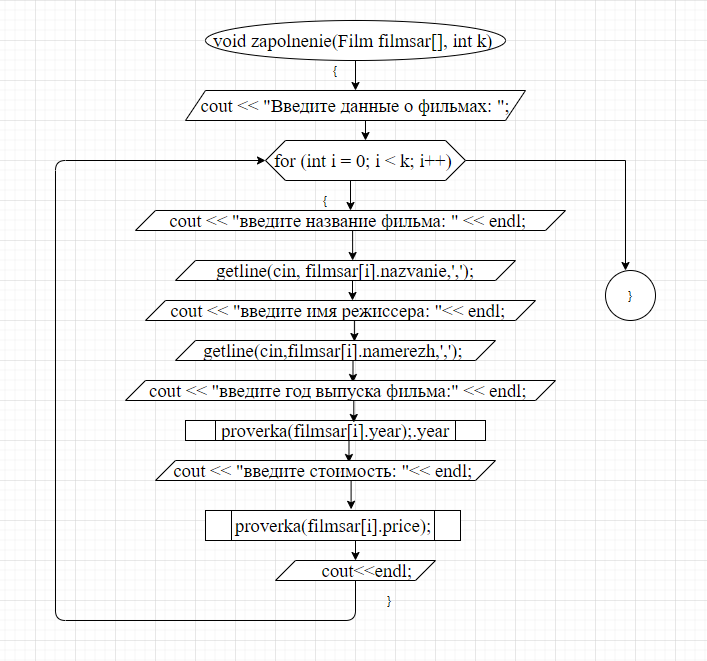 void zapolnenie(Film filmsar[], int k)
{
cout << "Введите данные о фильмах: ";
for (int i = 0; i < k; i++)
{
cout << "введите название фильма: " << endl;
getline(cin, filmsar[i].nazvanie,',');
}
cout << "введите имя режиссера: "<< endl;
getline(cin,filmsar[i].namerezh,',');
cout << "введите год выпуска фильма:" << endl;
proverka(filmsar[i].year);.year
cout << "введите стоимость: "<< endl;
proverka(filmsar[i].price);
cout<<endl;
}